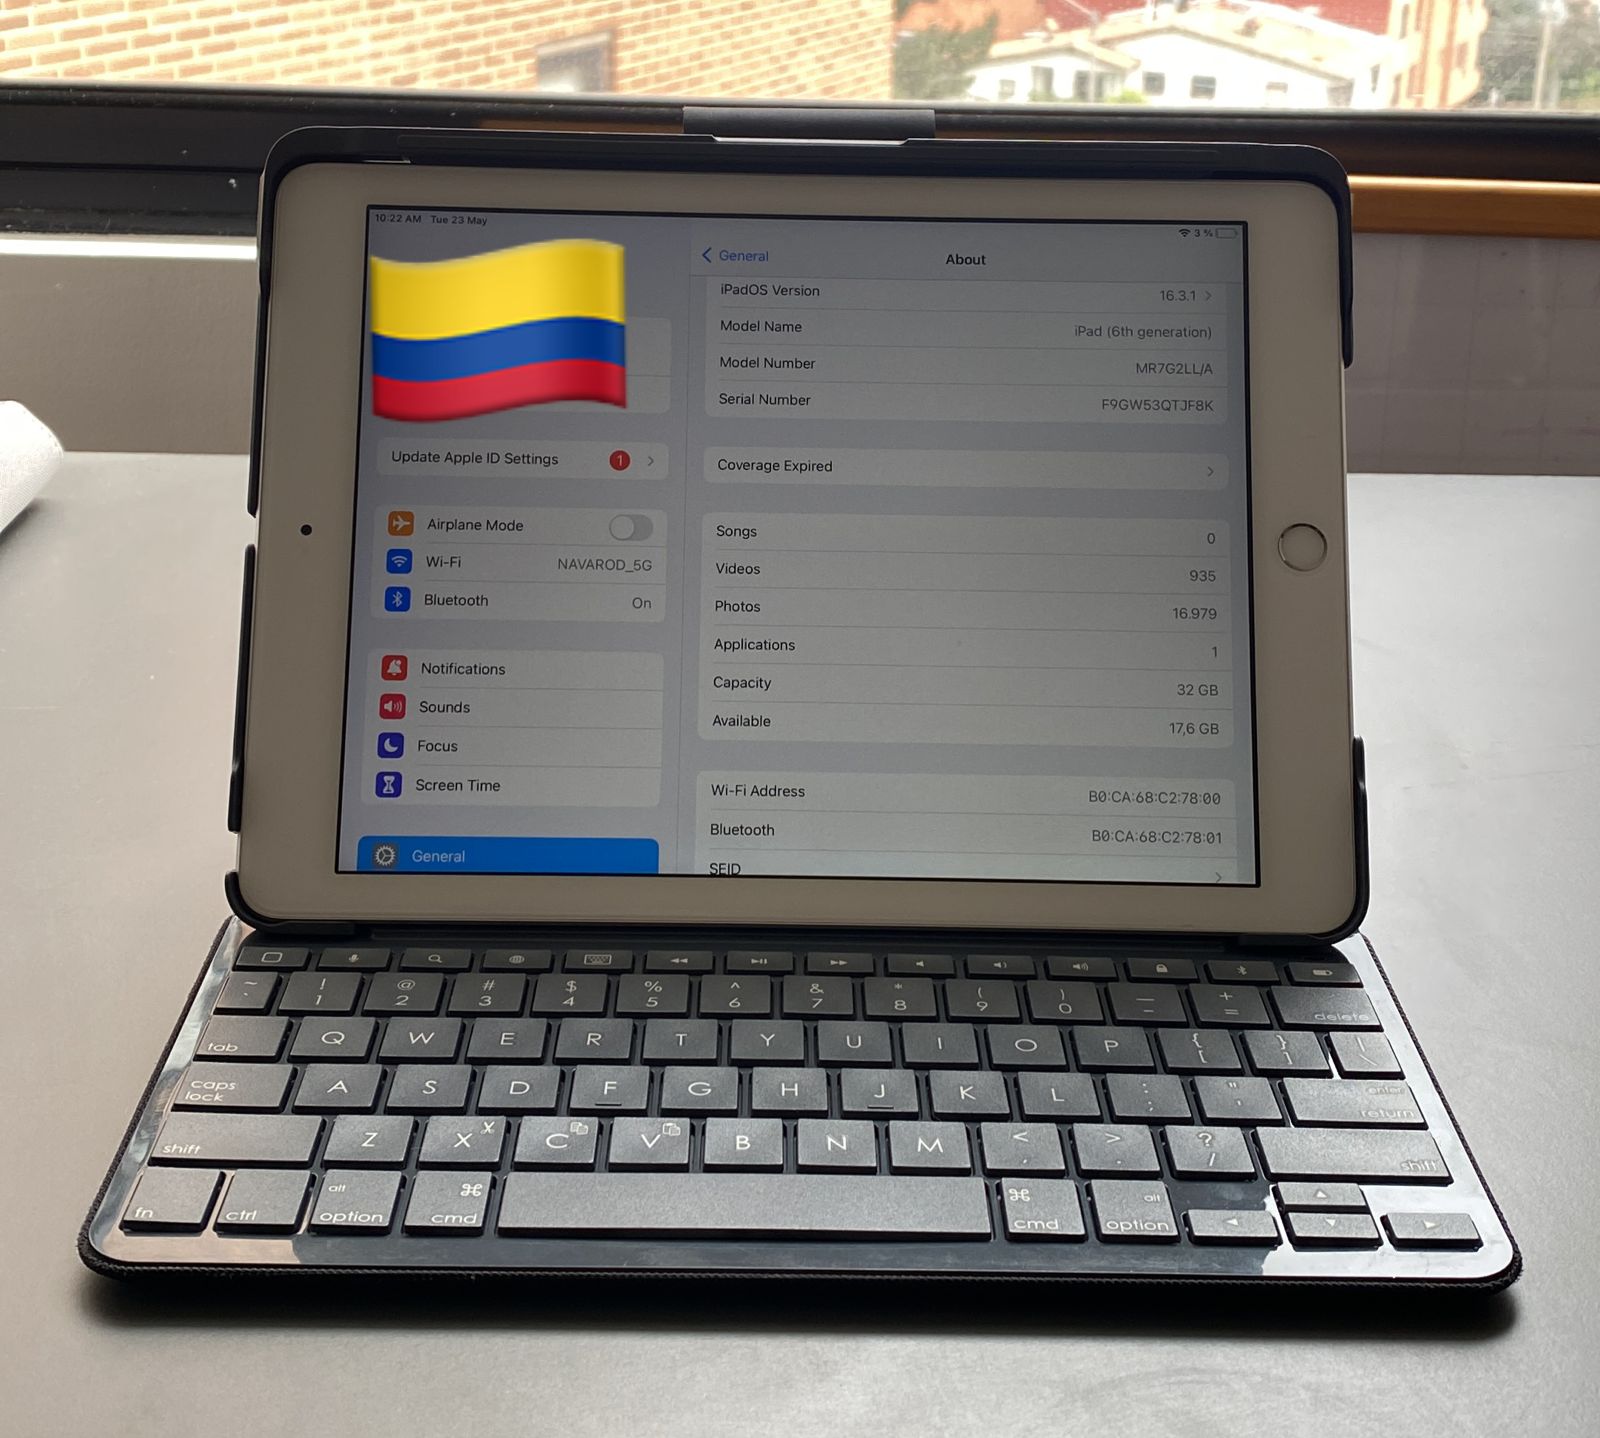 10:22 AM Tue 23 May
3 %
General
About
iPadOS Version 16.3.1
Model Name iPad (6th generation)
Model Number MR7G2LL/A
Serial Number F9GW53QTJF8K
Coverage Expired
Songs 0
Videos 935
Photos 16.979
Applications 1
Capacity 32 GB
Available 17,6 GB
Wi-Fi Address B0:CA:68:C2:78:00
Bluetooth B0:CA:68:C2:78:01
SEID
Update Apple ID Settings 1
Airplane Mode
Wi-Fi NAVAROD_5G
Bluetooth On
Notifications
Sounds
Focus
Screen Time
General
~ ! @ # $ % ^ & * ( ) — +
` 1 2 3 4 5 6 7 8 9 0 - = delete
tab Q W E R T Y U I O P { [ } ] | \
caps lock A S D F G H J K L : ; " ' enter return
shift Z X C V B N M < , > . ? / shift
fn ctrl alt option ⌘ cmd ⌘ cmd alt option